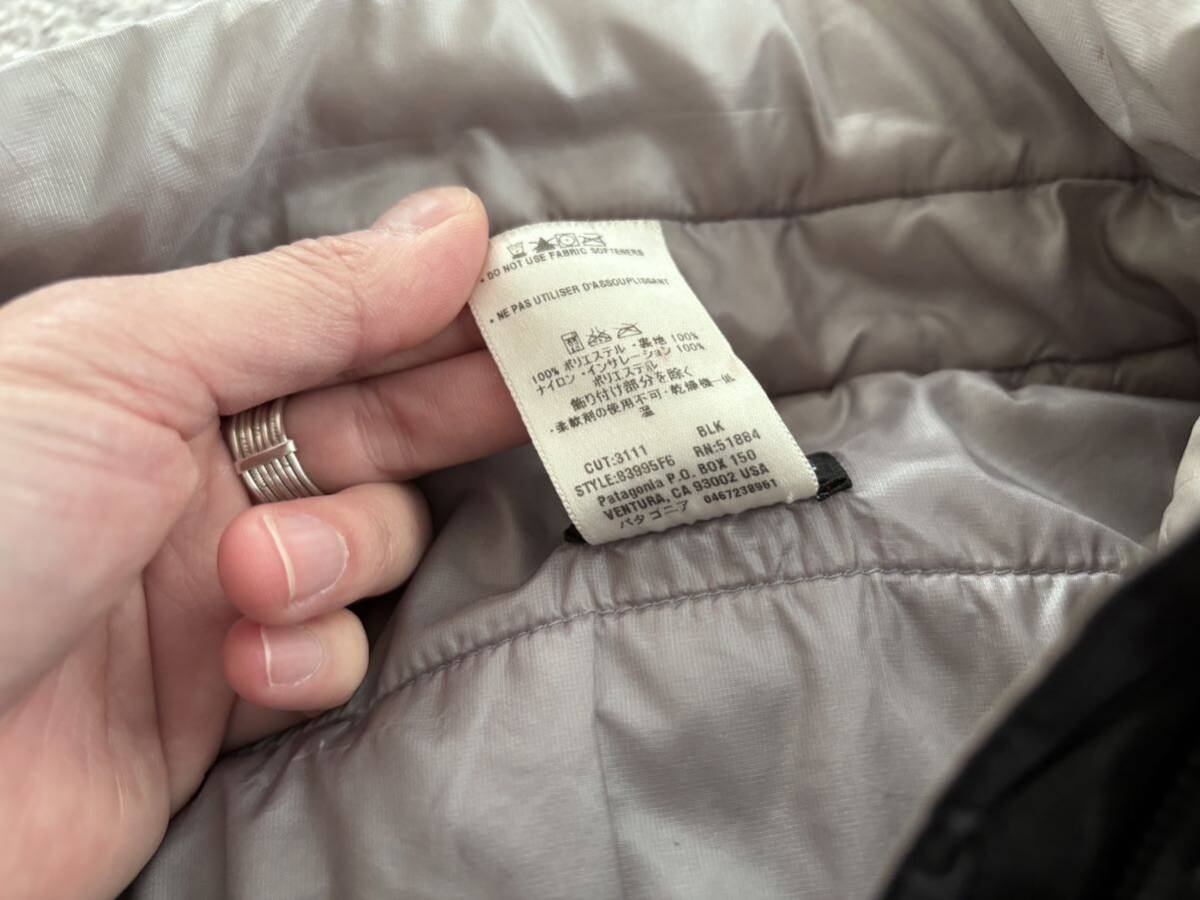 • DO NOT USE FABRIC SOFTENERS
• NE PAS UTILISER D'ASSOUPLISSANT
100% ポリエステル・裏地 100%
ナイロン・インサレーション 100%
ポリエステル
飾り付け部分を除く
・柔軟剤の使用不可・乾燥機一低
温
BLK
CUT:3111 RN:51884
STYLE:83995F6
Patagonia P.O. BOX 150
VENTURA, CA 93002 USA
パタゴニア 0467238961